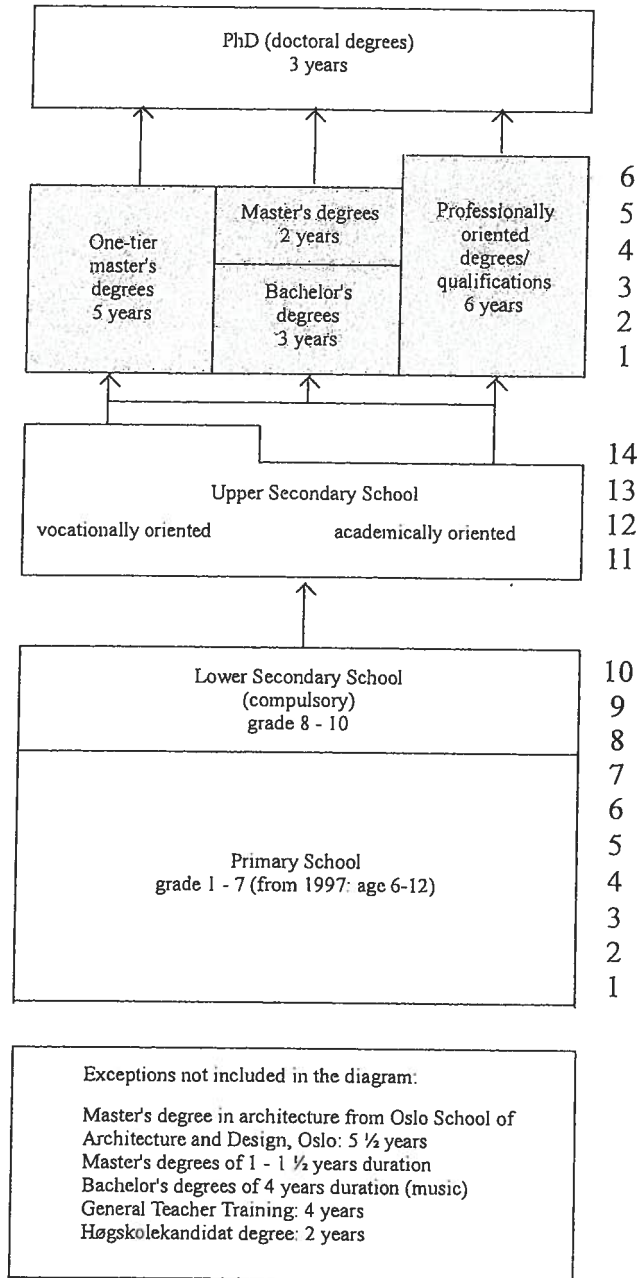 PhD (doctoral degrees)
3 years
6
5
4
3
2
1
One-tier
master's
degrees
5 years
Master's degrees
2 years
Bachelor's
degrees
3 years
Professionally
oriented
degrees/
qualifications
6 years
14
13
12
11
Upper Secondary School
vocationally oriented
academically oriented
10
9
8
7
6
5
4
3
2
1
Lower Secondary School
(compulsory)
grade 8 - 10
Primary School
grade 1 - 7 (from 1997: age 6-12)
Exceptions not included in the diagram:
Master's degree in architecture from Oslo School of
Architecture and Design, Oslo: 5 ½ years
Master's degrees of 1 - 1 ½ years duration
Bachelor's degrees of 4 years duration (music)
General Teacher Training: 4 years
Høgskolekandidat degree: 2 years